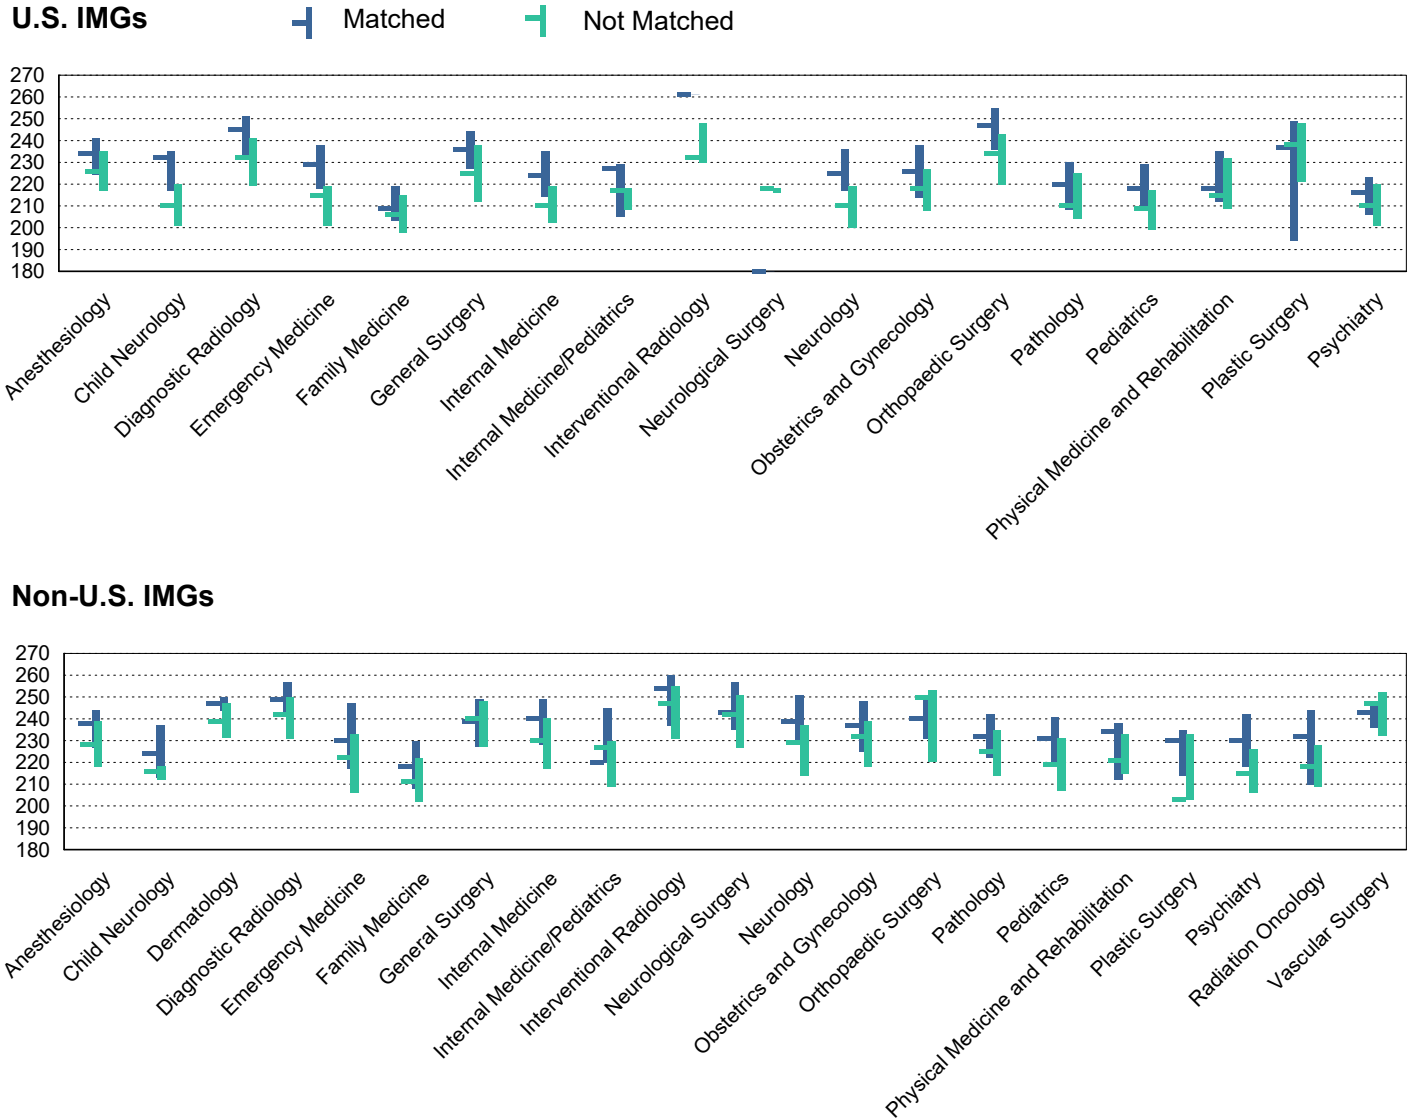 U.S. IMGs
Matched
Not Matched
270
260
250
240
230
220
210
200
190
180
Anesthesiology
Child Neurology
Diagnostic Radiology
Emergency Medicine
Family Medicine
General Surgery
Internal Medicine
Internal Medicine/Pediatrics
Interventional Radiology
Neurological Surgery
Neurology
Obstetrics and Gynecology
Orthopaedic Surgery
Pathology
Pediatrics
Physical Medicine and Rehabilitation
Plastic Surgery
Psychiatry
Non-U.S. IMGs
270
260
250
240
230
220
210
200
190
180
Anesthesiology
Child Neurology
Dermatology
Diagnostic Radiology
Emergency Medicine
Family Medicine
General Surgery
Internal Medicine
Internal Medicine/Pediatrics
Interventional Radiology
Neurological Surgery
Neurology
Obstetrics and Gynecology
Orthopaedic Surgery
Pathology
Pediatrics
Physical Medicine and Rehabilitation
Plastic Surgery
Psychiatry
Radiation Oncology
Vascular Surgery